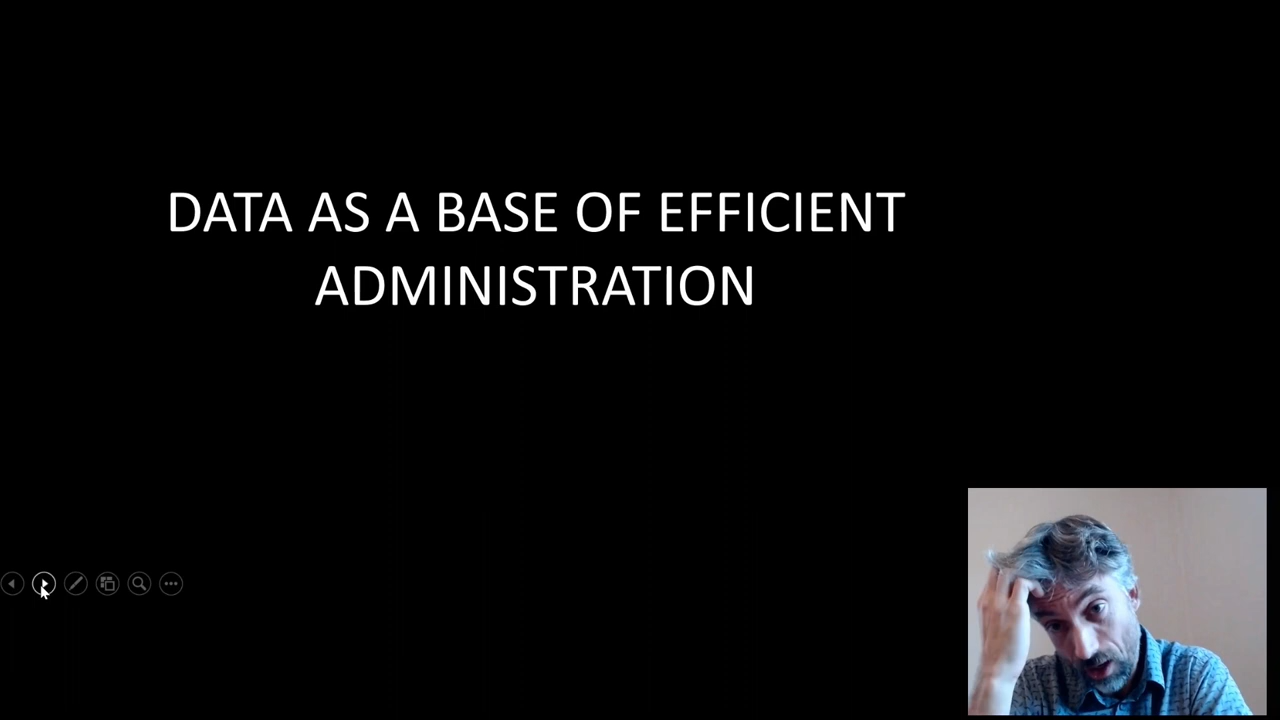 DATA AS A BASE OF EFFICIENT
ADMINISTRATION